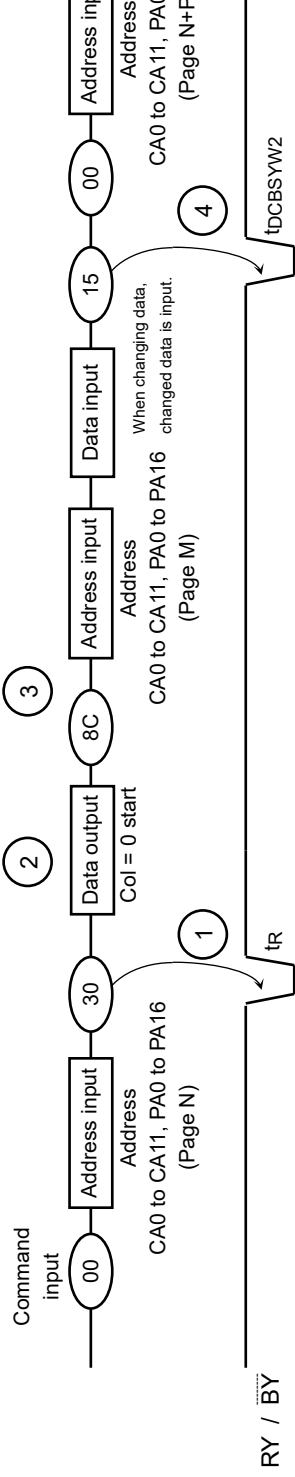 2
3
Command
input
00
Address input
30
Data output
8C
Address input
Data input
15
00
Address inp
Address
CA0 to CA11, PA0 to PA16
(Page N)
Col = 0 start
Address
CA0 to CA11, PA0 to PA16
(Page M)
When changing data,
changed data is input.
Address
CA0 to CA11, PA0
(Page N+P
1
4
RY / BY
tR
tDCBSYW2